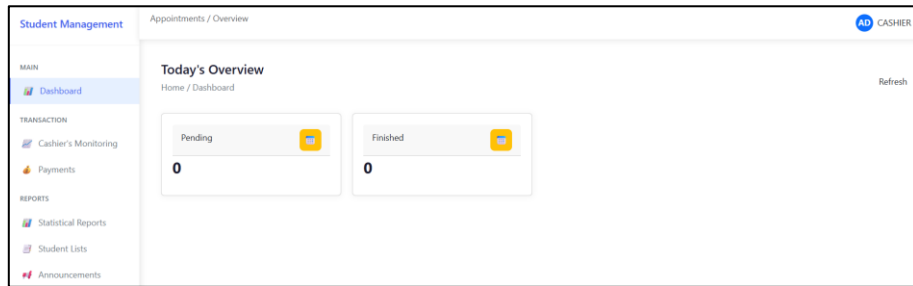 Student Management
Appointments / Overview
AD CASHIER
MAIN
Dashboard
TRANSACTION
Cashier's Monitoring
Payments
REPORTS
Statistical Reports
Student Lists
Announcements
Today's Overview
Home / Dashboard
Refresh
Pending
0
Finished
0